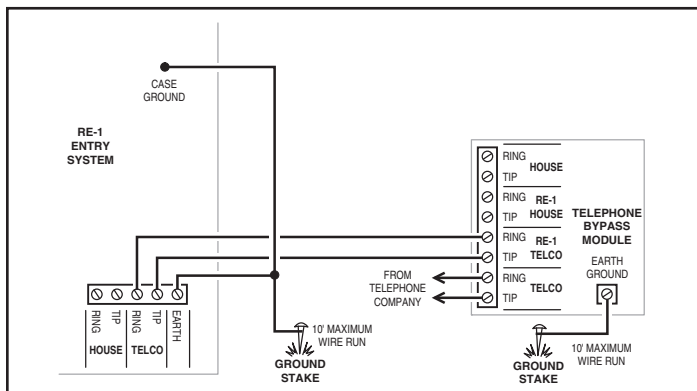 CASE
GROUND
RE-1
ENTRY
SYSTEM
RING
TIP
RING
TIP
EARTH
HOUSE
TELCO
10' MAXIMUM
WIRE RUN
GROUND
STAKE
FROM
TELEPHONE
COMPANY
RING
HOUSE
TIP
RING
RE-1
HOUSE
TIP
RING
RE-1
TELCO
TIP
RING
TELCO
TIP
TELEPHONE
BYPASS
MODULE
EARTH
GROUND
10' MAXIMUM
WIRE RUN
GROUND
STAKE